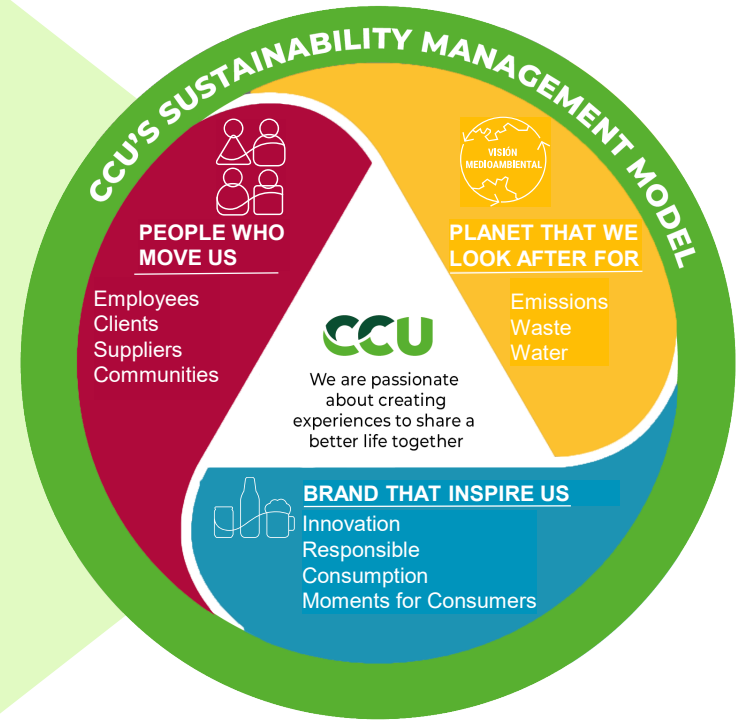 CCU'S SUSTAINABILITY MANAGEMENT MODEL
PEOPLE WHO
MOVE US
Employees
Clients
Suppliers
Communities
VISIÓN
MEDIOAMBIENTAL
PLANET THAT WE
LOOK AFTER FOR
Emissions
Waste
Water
CCU
We are passionate
about creating
experiences to share a
better life together
BRAND THAT INSPIRE US
Innovation
Responsible
Consumption
Moments for Consumers